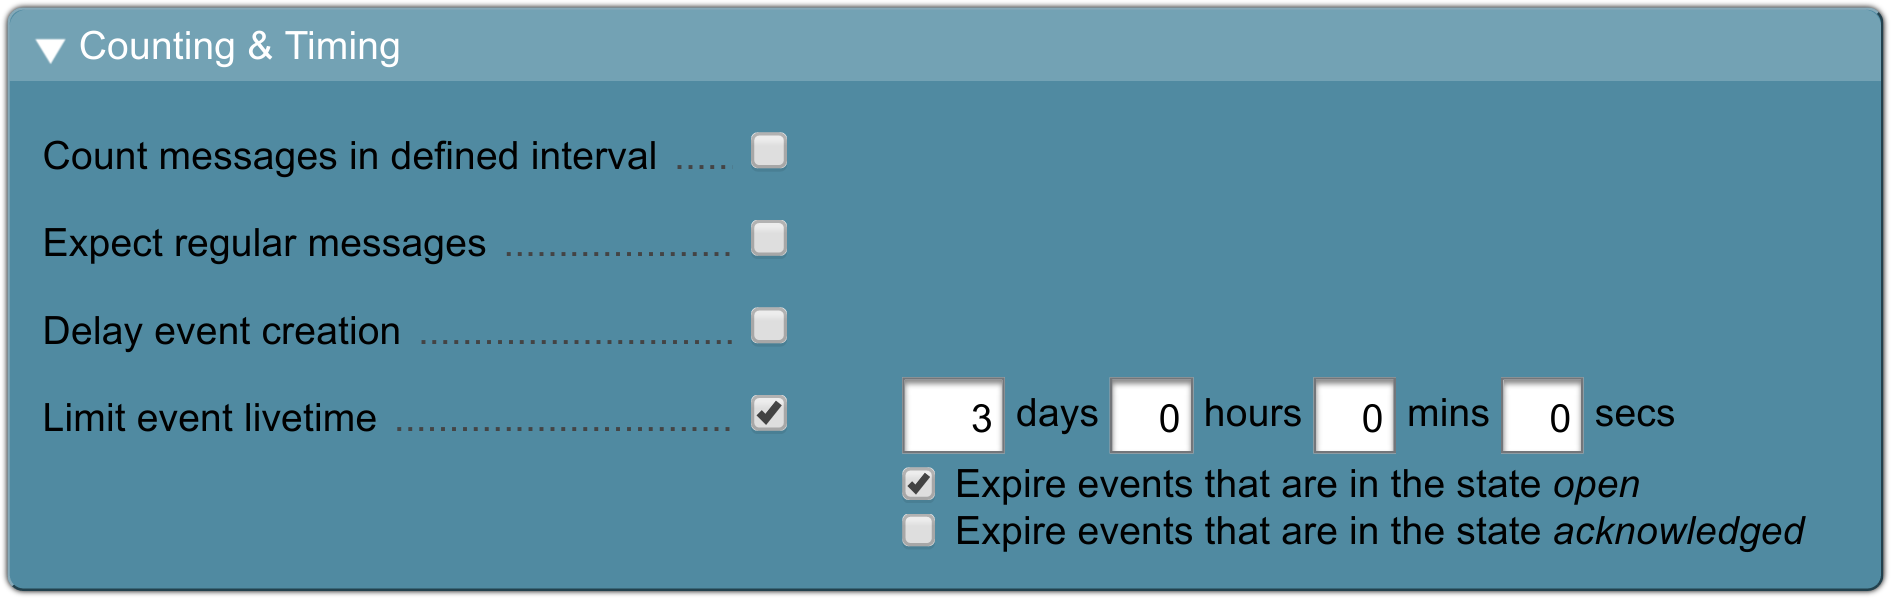 Counting & Timing
Count messages in defined interval .....
Expect regular messages .....................
Delay event creation .............................
Limit event livetime ............................... 3 days 0 hours 0 mins 0 secs
Expire events that are in the state open
Expire events that are in the state acknowledged